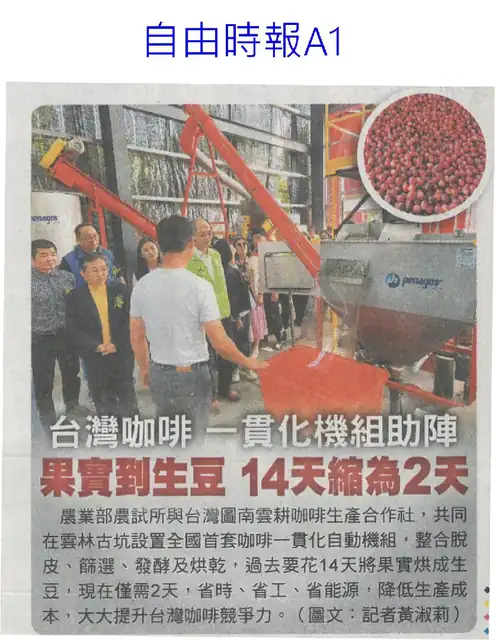 自由時報A1
penagos
penagos
台灣咖啡 一貫化機組助陣
果實到生豆 14天縮為2天
農業部農試所與台灣圖南雲耕咖啡生產合作社，共同
在雲林古坑設置全國首套咖啡一貫化自動機組，整合脫
皮、篩選、發酵及烘乾，過去要花14天將果實烘成生
豆，現在僅需2天，省時、省工、省能源，降低生產成
本，大大提升台灣咖啡競爭力。（圖文：記者黃淑莉）